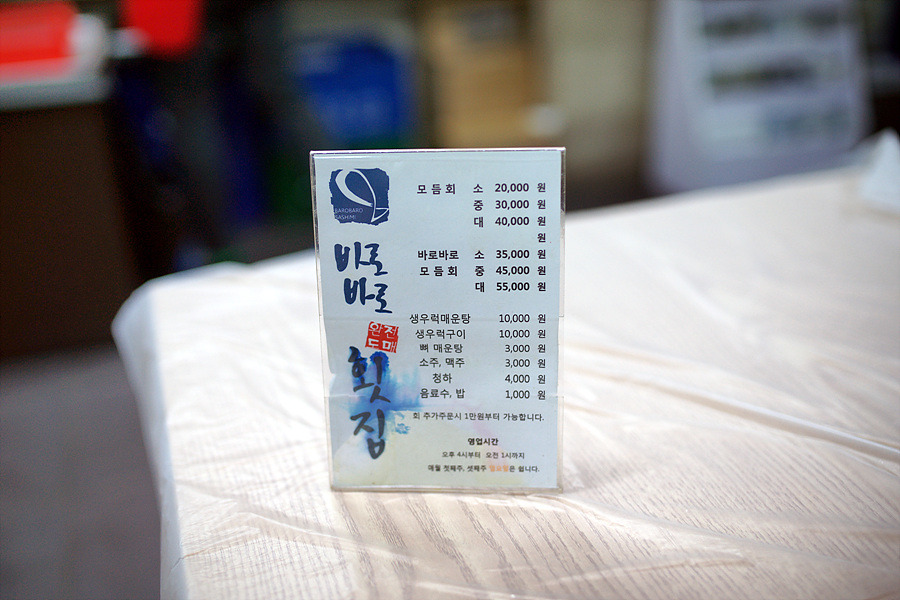 BAROBARO
SASHIMI
바로
바로
완전
도매
횟
집
모듬회 소 20,000 원
중 30,000 원
대 40,000 원
원
바로바로 소 35,000 원
모듬회 중 45,000 원
대 55,000 원
생우럭매운탕 10,000 원
생우럭구이 10,000 원
뼈 매운탕 3,000 원
소주, 맥주 3,000 원
청하 4,000 원
음료수, 밥 1,000 원
회 추가주문시 1만원부터 가능합니다.
영업시간
오후 4시부터 오전 1시까지
매월 첫째주, 셋째주 월요일은 쉽니다.